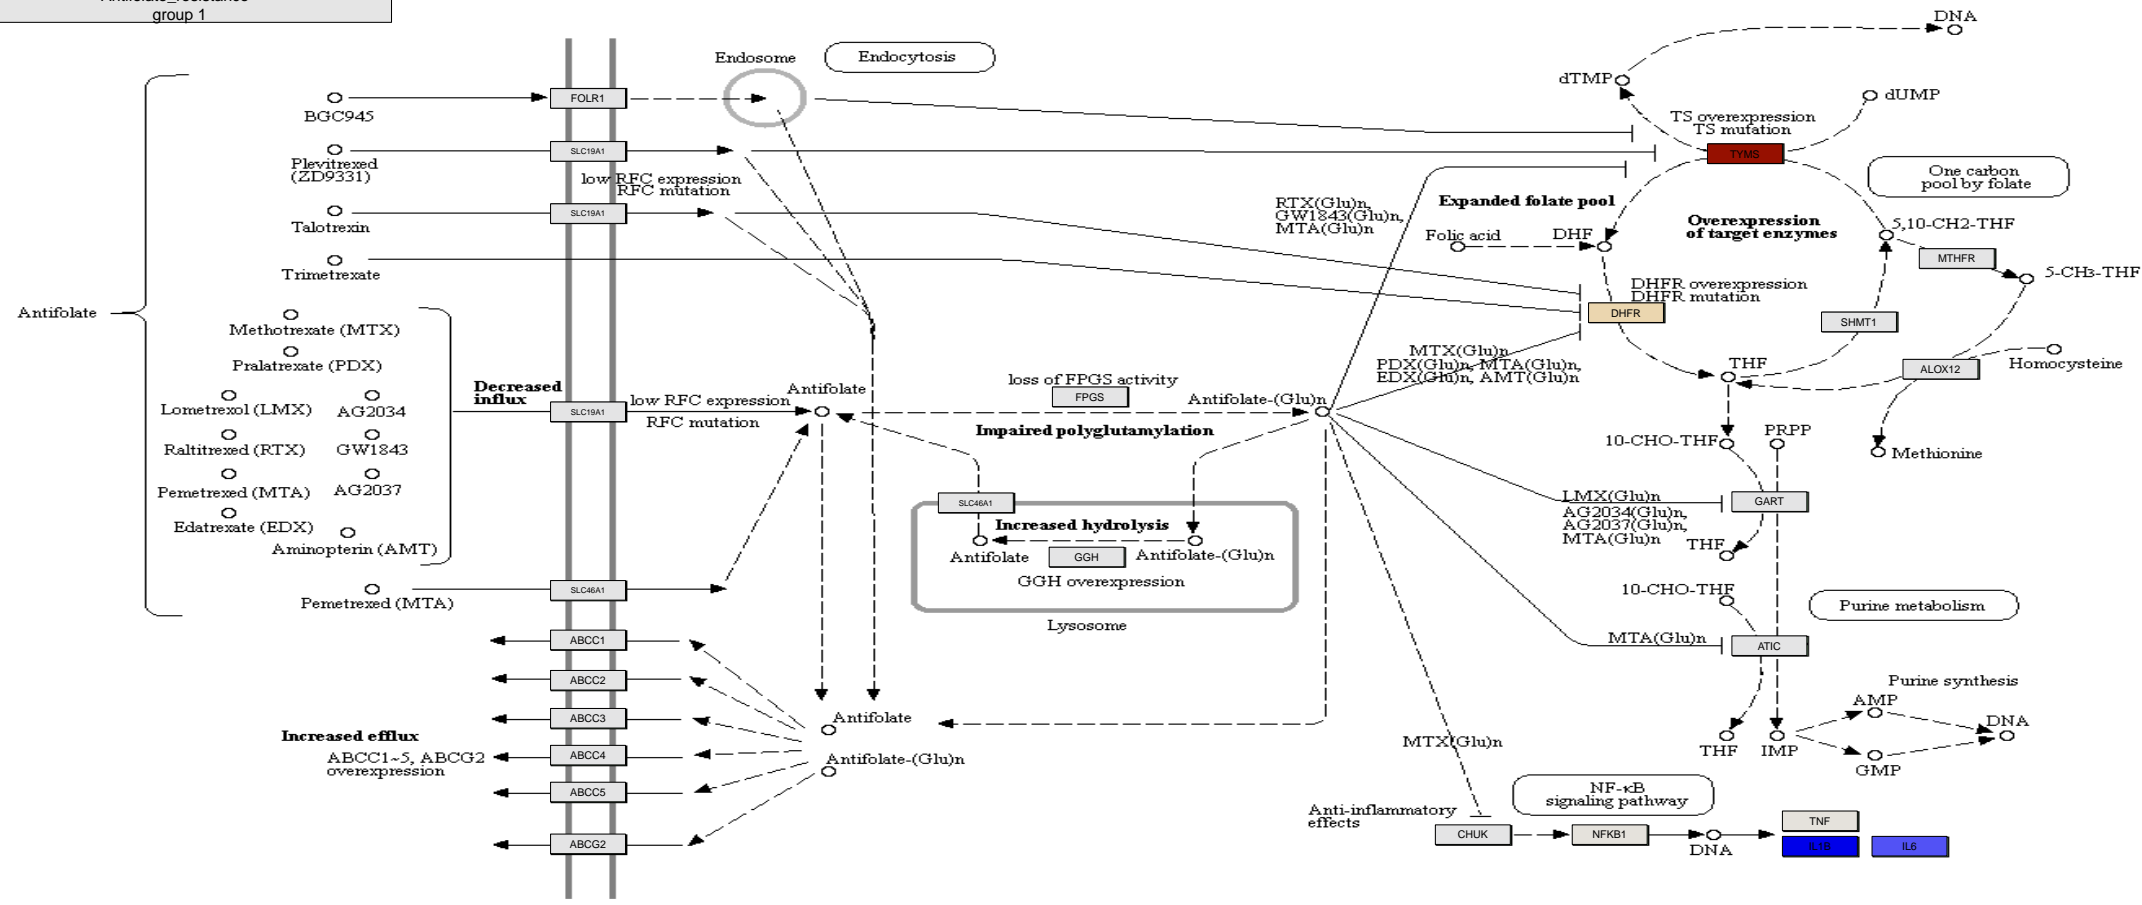 Antifolate_resistance
group 1
DNA
Endosome
Endocytosis
dTMP
dUMP
BGC945
FOLR1
TS overexpression
TS mutation
TYMS
Plevitrexed
(ZD9331)
SLC19A1
low RFC expression
RFC mutation
One carbon
pool by folate
Talotrexin
SLC19A1
RTX(Glu)n,
GW1843(Glu)n,
MTA(Glu)n
Expanded folate pool
Overexpression
of target enzymes
5,10-CH2-THF
Folic acid
DHF
MTHFR
5-CH3-THF
Trimetrexate
DHFR overexpression
DHFR mutation
DHFR
SHMT1
Antifolate
Methotrexate (MTX)
Pralatrexate (PDX)
Lometrexol (LMX)
AG2034
Raltitrexed (RTX)
GW1843
Pemetrexed (MTA)
AG2037
Edatrexate (EDX)
Aminopterin (AMT)
Decreased
influx
SLC19A1
low RFC expression
RFC mutation
Antifolate
loss of FPGS activity
FPGS
Impaired polyglutamylation
Antifolate-(Glu)n
MTX(Glu)n
PDX(Glu)n, MTA(Glu)n,
EDX(Glu)n, AMT(Glu)n
THF
ALOX12
Homocysteine
10-CHO-THF
PRPP
Methionine
SLC46A1
Increased hydrolysis
Antifolate
GGH
Antifolate-(Glu)n
GGH overexpression
Lysosome
LMX(Glu)n
AG2034(Glu)n,
AG2037(Glu)n,
MTA(Glu)n
GART
THF
Pemetrexed (MTA)
SLC46A1
10-CHO-THF
Purine metabolism
MTA(Glu)n
ATIC
ABCC1
ABCC2
ABCC3
ABCC4
ABCC5
ABCG2
Increased efflux
ABCC1~5, ABCG2
overexpression
Antifolate
Antifolate-(Glu)n
Purine synthesis
AMP
DNA
THF
IMP
GMP
MTX(Glu)n
NF-κB
signaling pathway
Anti-inflammatory
effects
CHUK
NFKB1
DNA
TNF
IL1B
IL6